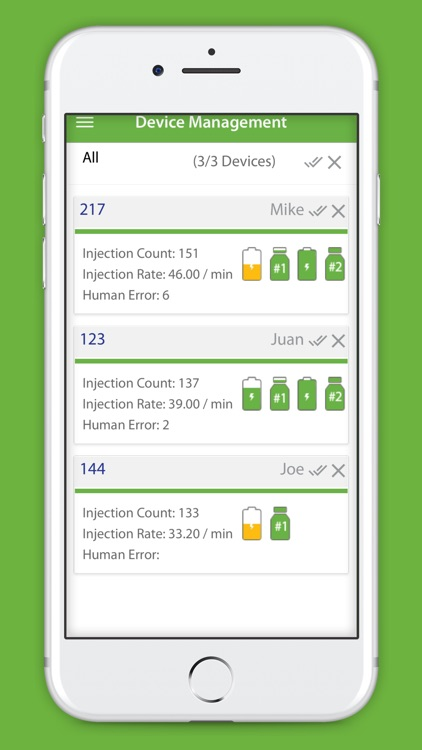 Device Management
All (3/3 Devices)
217 Mike
Injection Count: 151
Injection Rate: 46.00 / min
Human Error: 6
#1 #2
123 Juan
Injection Count: 137
Injection Rate: 39.00 / min
Human Error: 2
#1 #2
144 Joe
Injection Count: 133
Injection Rate: 33.20 / min
Human Error:
#1